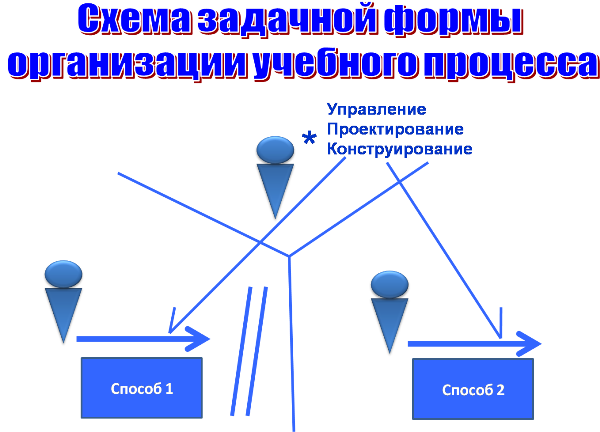 Схема задачной формы
организации учебного процесса
*
Управление
Проектирование
Конструирование
Способ 1
Способ 2